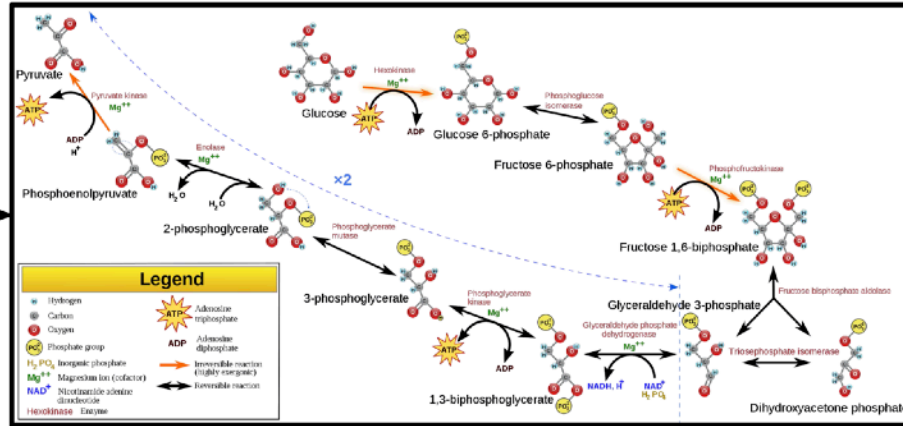 Pyruvate
Pyruvate kinase
Mg++
ATP
ADP
H+
Phosphoenolpyruvate
PO₃
Enolase
Mg++
H₂O
H₂O
2-phosphoglycerate
Phosphoglycerate
mutase
3-phosphoglycerate
Phosphoglycerate
kinase
Mg++
ATP
ADP
1,3-biphosphoglycerate
Glyceraldehyde phosphate
dehydrogenase
Mg++
NADH, H+
NAD+
H₂PO₄
×2
Glucose
Hexokinase
Mg++
ATP
ADP
Glucose 6-phosphate
Phosphoglucose
isomerase
Fructose 6-phosphate
Phosphofructokinase
Mg++
ATP
ADP
Fructose 1,6-biphosphate
Fructose bisphosphate aldolase
Glyceraldehyde 3-phosphate
Triosephosphate isomerase
Dihydroxyacetone phosphate
Legend
H Hydrogen
C Carbon
O Oxygen
Phosphate group
H₂PO₄ Inorganic phosphate
Mg++ Magnesium ion (cofactor)
NAD+ Nicotinamide adenine
dinucleotide
Hexokinase Enzyme
ATP Adenosine
triphosphate
ADP Adenosine
diphosphate
Irreversible reaction
(highly exergonic)
Reversible reaction